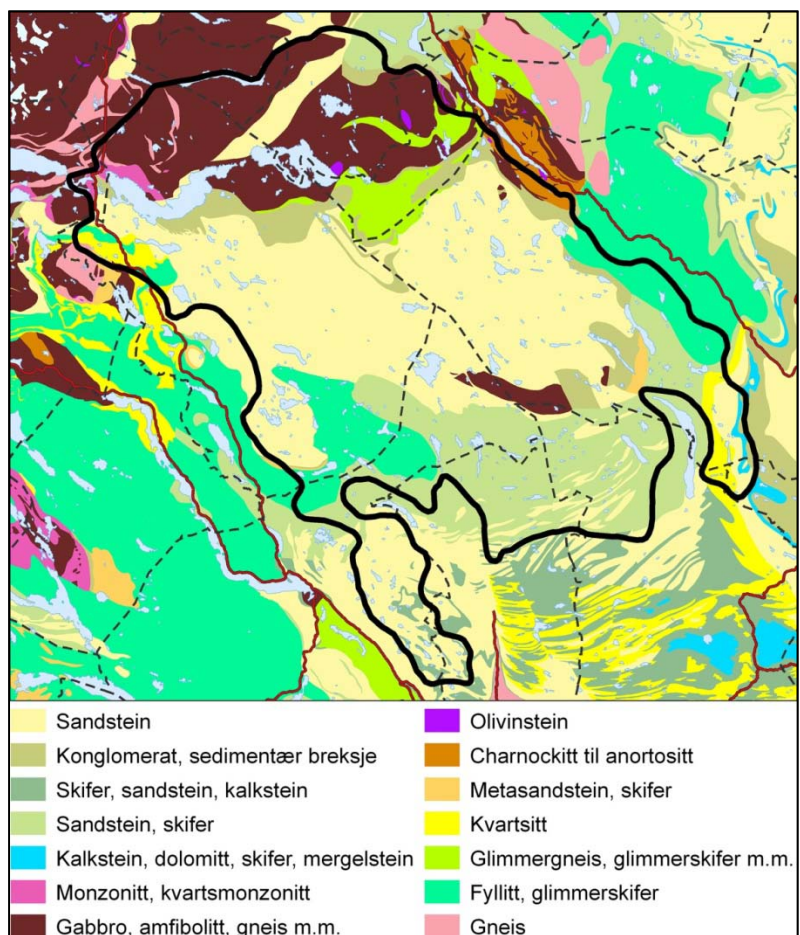 Sandstein
Konglomerat, sedimentær breksje
Skifer, sandstein, kalkstein
Sandstein, skifer
Kalkstein, dolomitt, skifer, mergelstein
Monzonitt, kvartsmonzonitt
Gabbro, amfibolitt, gneis m.m.
Olivinstein
Charnockitt til anortositt
Metasandstein, skifer
Kvartsitt
Glimmergneis, glimmerskifer m.m.
Fyllitt, glimmerskifer
Gneis